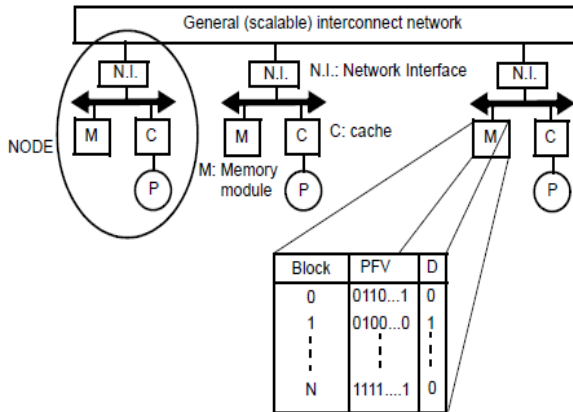 General (scalable) interconnect network
N.I.
N.I.
N.I.: Network Interface
N.I.
NODE
M
C
M
C
C: cache
M
C
M: Memory
module
P
P
P
Block
PFV
D
0
0110...1
0
1
0100...0
1
N
1111....1
0